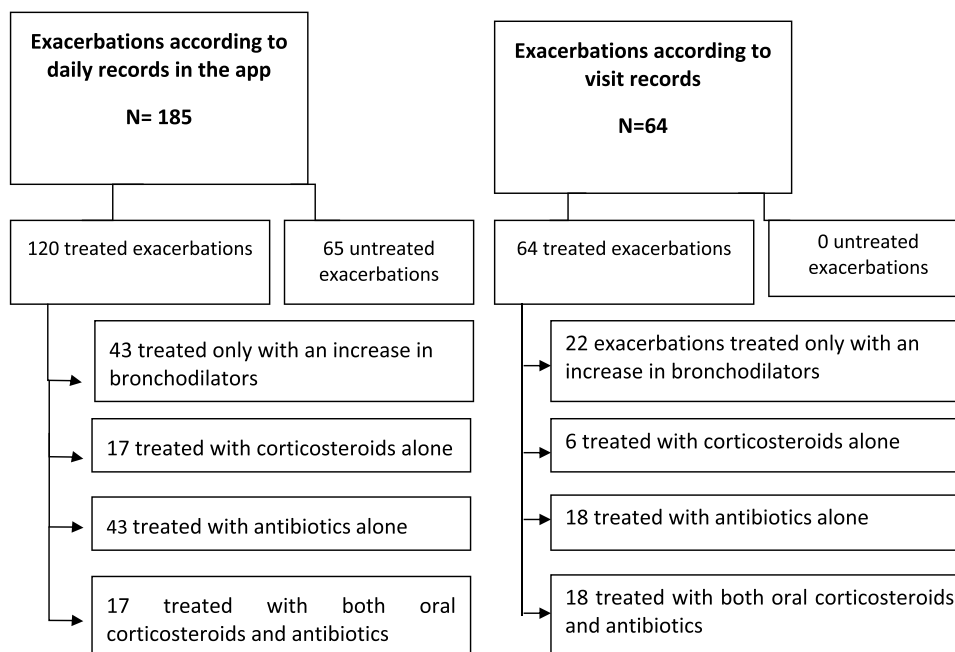 Exacerbations according to
daily records in the app
N= 185
120 treated exacerbations
65 untreated
exacerbations
43 treated only with an increase in
bronchodilators
17 treated with corticosteroids alone
43 treated with antibiotics alone
17 treated with both oral
corticosteroids and antibiotics
Exacerbations according to
visit records
N=64
64 treated exacerbations
0 untreated
exacerbations
22 exacerbations treated only with an
increase in bronchodilators
6 treated with corticosteroids alone
18 treated with antibiotics alone
18 treated with both oral corticosteroids
and antibiotics